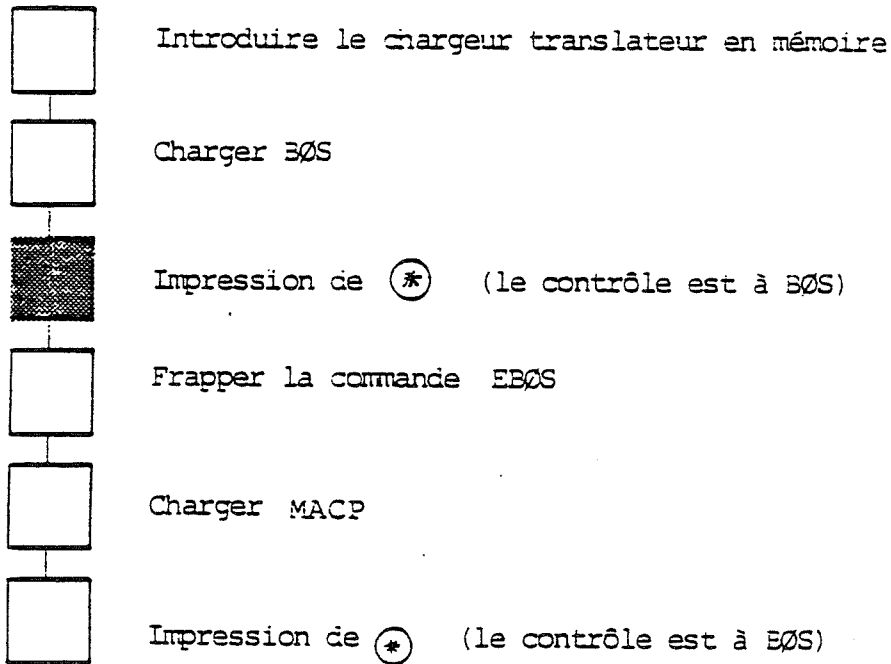 Introduire le chargeur translateur en mémoire
Charger BØS
Impression de * (le contrôle est à BØS)
Frapper la commande EBØS
Charger MACP
Impression de * (le contrôle est à BØS)